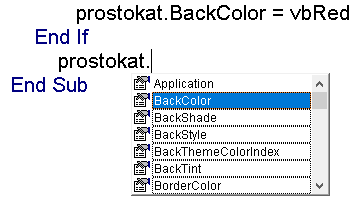 prostokat.BackColor = vbRed
End If
prostokat.
End Sub
Application
BackColor
BackShade
BackStyle
BackThemeColorIndex
BackTint
BorderColor